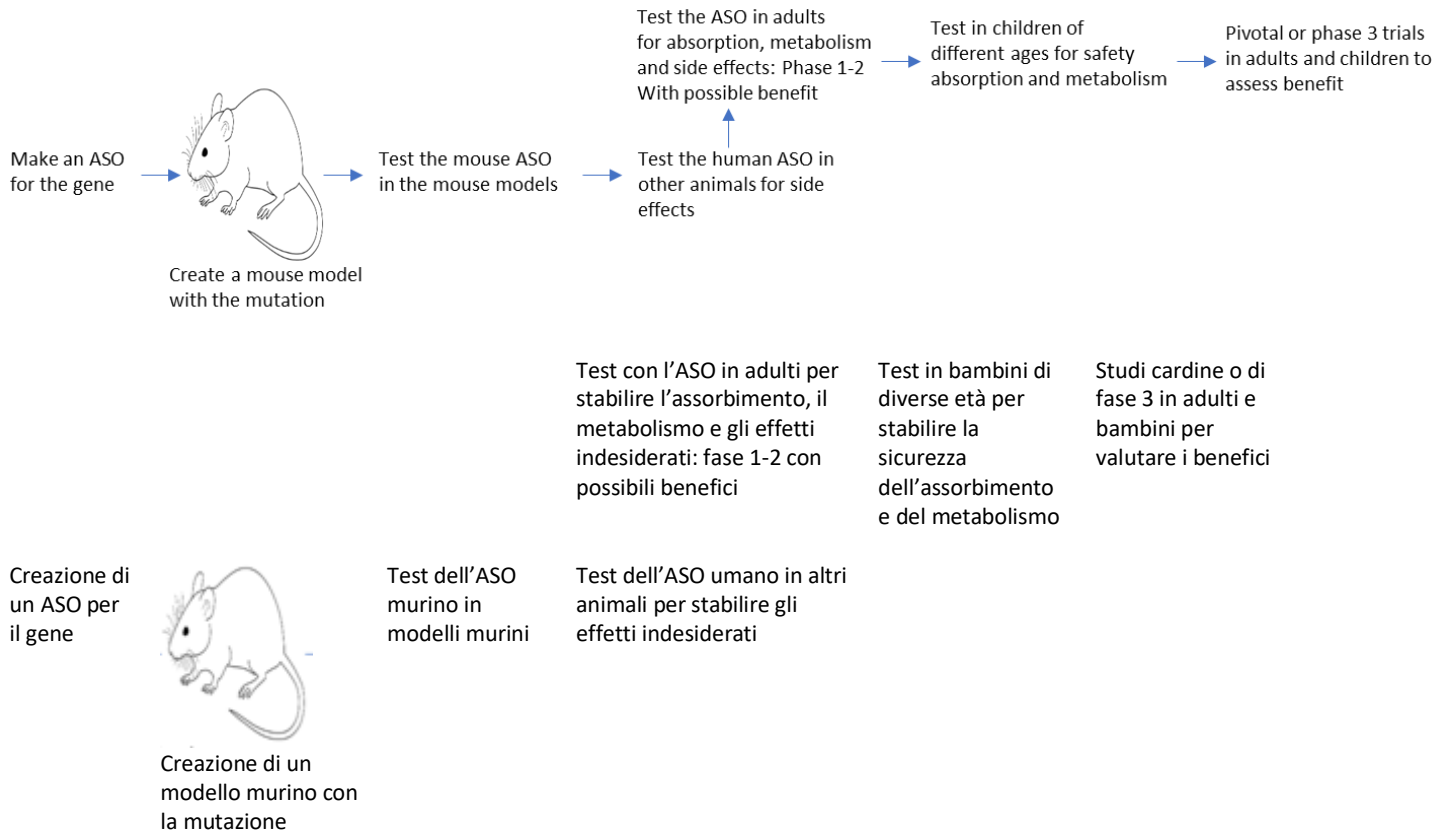 Test the ASO in adults
for absorption, metabolism
and side effects: Phase 1-2
With possible benefit
Test in children of
different ages for safety
absorption and metabolism
Pivotal or phase 3 trials
in adults and children to
assess benefit
Make an ASO
for the gene
Test the mouse ASO
in the mouse models
Test the human ASO in
other animals for side
effects
Create a mouse model
with the mutation
Test con l’ASO in adulti per
stabilire l’assorbimento, il
metabolismo e gli effetti
indesiderati: fase 1-2 con
possibili benefici
Test in bambini di
diverse età per
stabilire la
sicurezza
dell’assorbimento
e del metabolismo
Studi cardine o di
fase 3 in adulti e
bambini per
valutare i benefici
Creazione di
un ASO per
il gene
Test dell’ASO
murino in
modelli murini
Test dell’ASO umano in altri
animali per stabilire gli
effetti indesiderati
Creazione di un
modello murino con
la mutazione